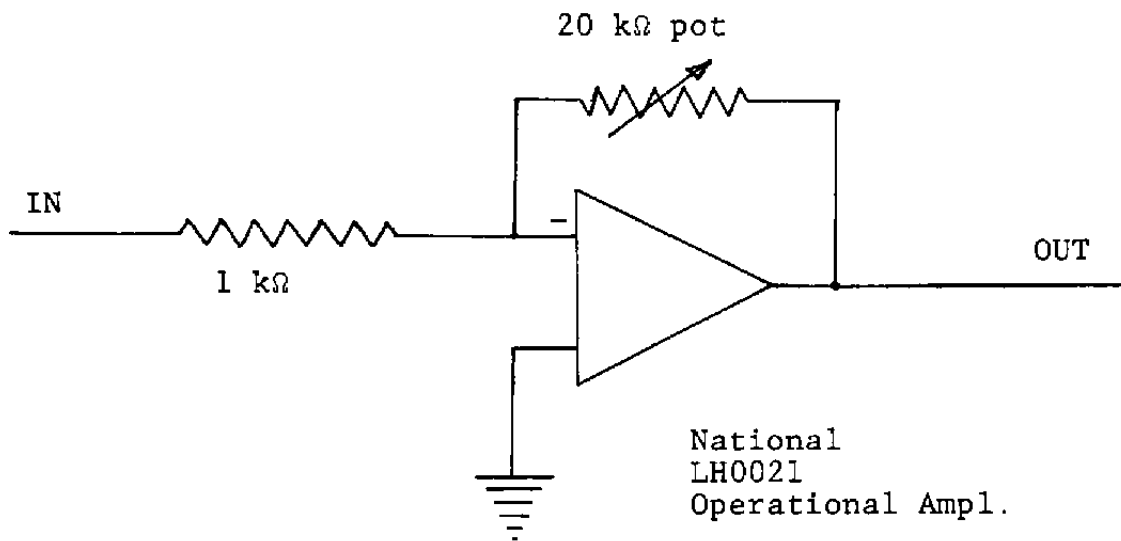 20 kΩ pot
IN
−
1 kΩ
OUT
National
LH0021
Operational Ampl.